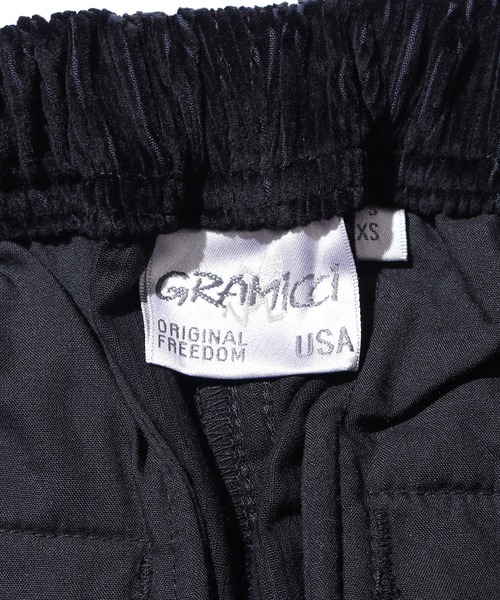 GRAMICCI
ORIGINAL
FREEDOM
USA
XS